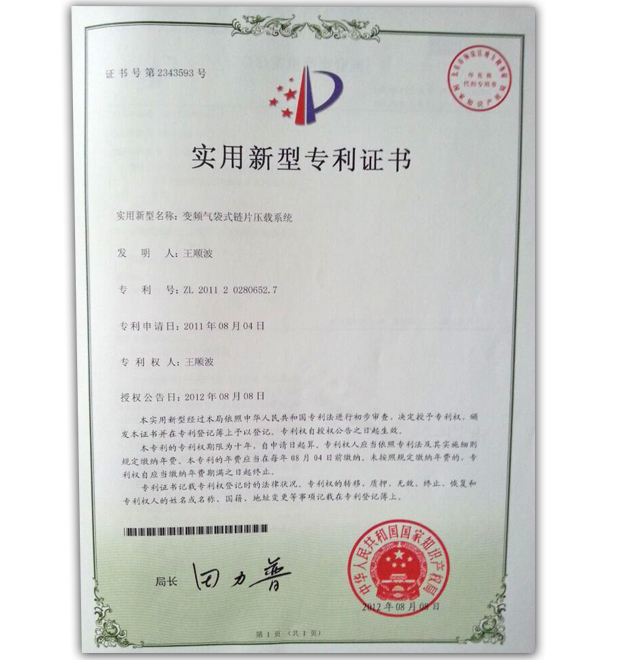 证书号第2343593号
实用新型专利证书
实用新型名称：变频气袋式链片压载系统
发 明 人：王顺波
专 利 号：ZL 2011 2 0280652.7
专利申请日：2011年08月04日
专 利 权 人：王顺波
授权公告日：2012年08月08日
本实用新型经过本局依照中华人民共和国专利法进行初步审查，决定授予专利权，颁
发本证书并在专利登记簿上予以登记。专利权自授权公告之日起生效。
本专利的专利权期限为十年，自申请日起算。专利权人应当依照专利法及其实施细则
规定缴纳年费。本专利的年费应当在每年08月04日前缴纳。未按照规定缴纳年费的，专
利权自应当缴纳年费期满之日起终止。
专利证书记载专利权登记时的法律状况。专利权的转移、质押、无效、终止、恢复和
专利权人的姓名或名称、国籍、地址变更等事项记载在专利登记簿上。
局长
田力普
中华人民共和国国家知识产权局
2012年08月08日
第1页（共1页）